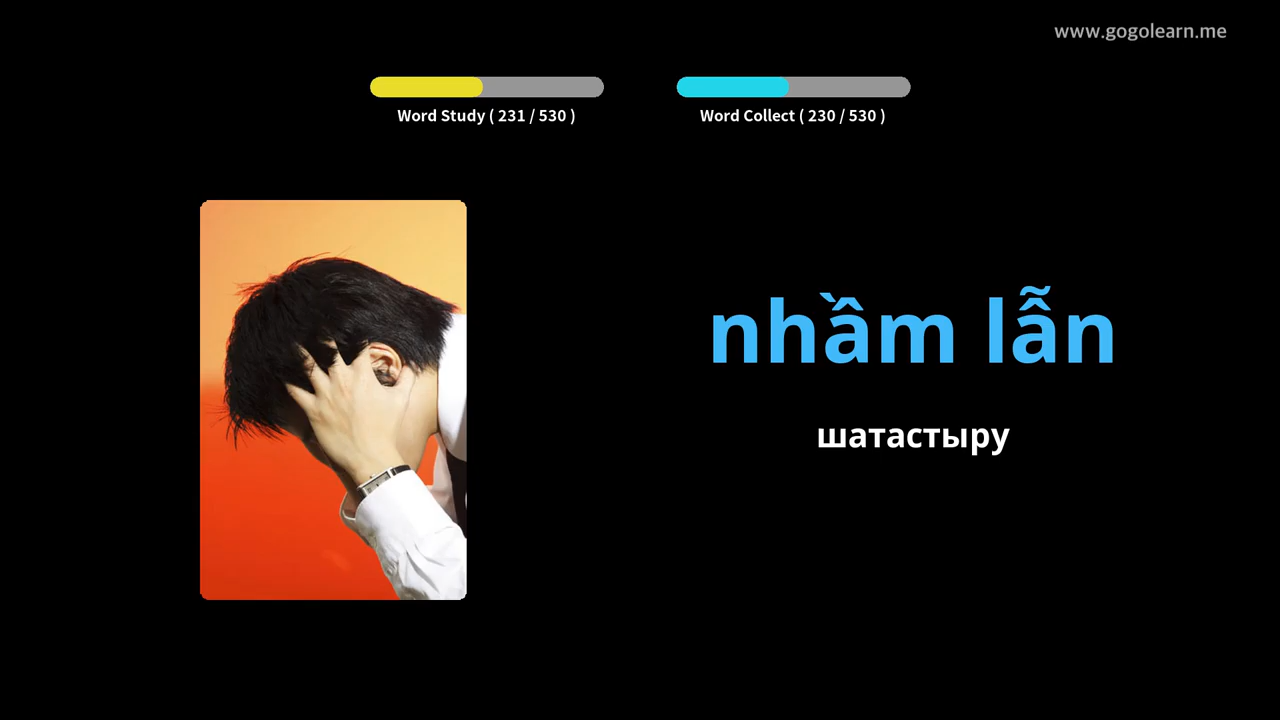 www.gogolearn.me
Word Study ( 231 / 530 )
Word Collect ( 230 / 530 )
nhầm lẫn
шатастыру